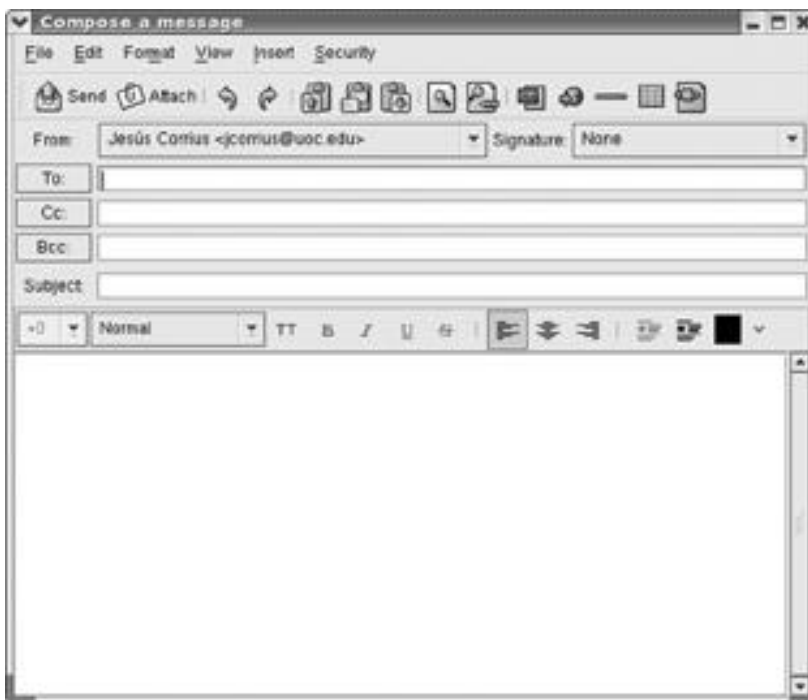 Compose a message
File Edit Format View Insert Security
Send Attach
From: Jesús Corrius <jcorrius@uoc.edu> Signature: None
To:
Cc:
Bcc:
Subject:
+0 Normal TT B I U S